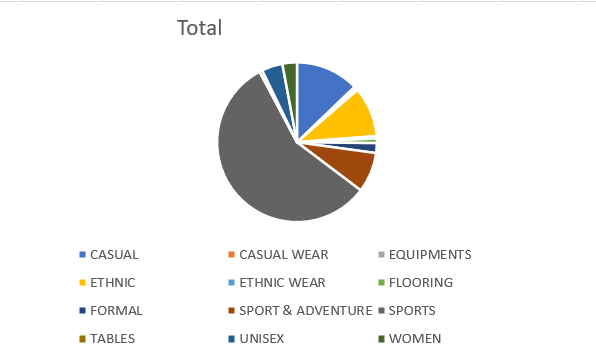 Total
CASUAL CASUAL WEAR EQUIPMENTS
ETHNIC ETHNIC WEAR FLOORING
FORMAL SPORT & ADVENTURE SPORTS
TABLES UNISEX WOMEN